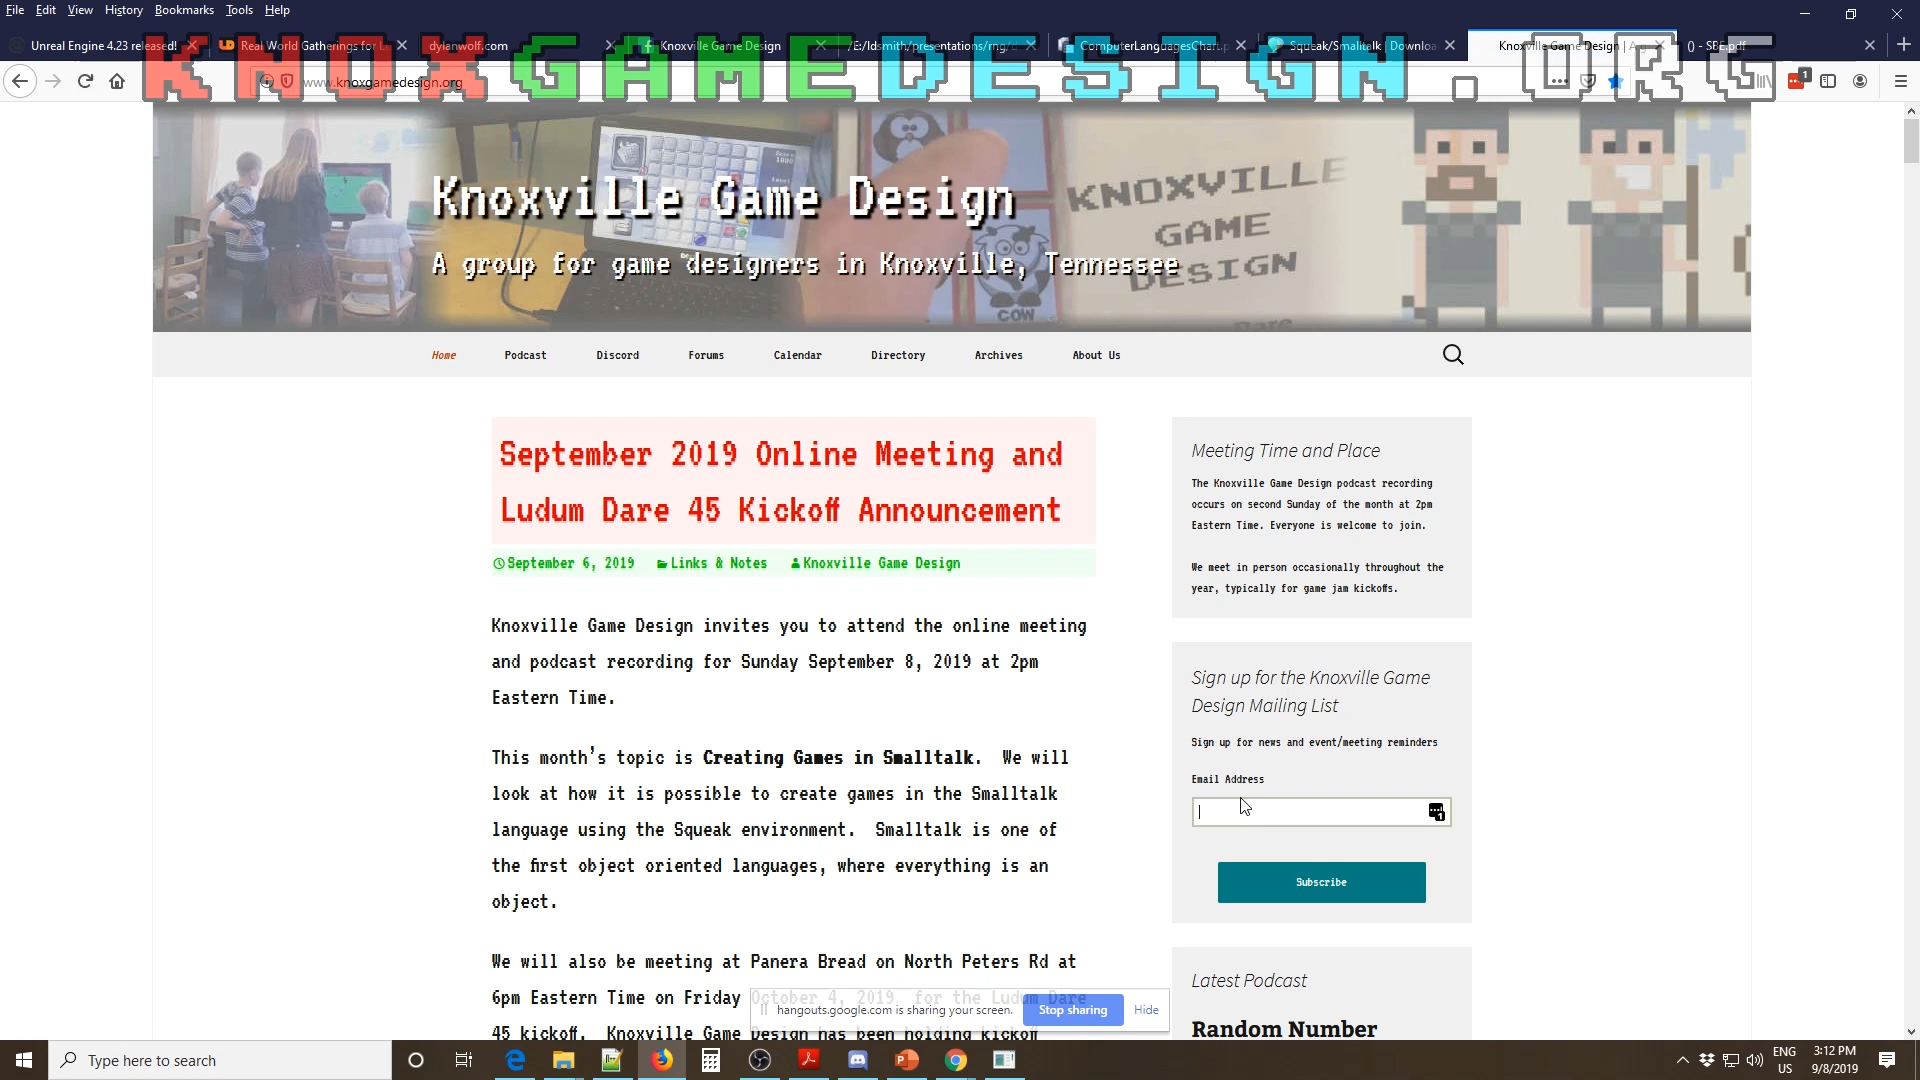 File Edit View History Bookmarks Tools Help
Unreal Engine 4.23 released!
Real World Gatherings for L
dylanwolf.com
Knoxville Game Design
/E:/ldsmith/presentations/rng/
ComputerLanguagesChart.p
Squeak/Smalltalk | Downloa
Knoxville Game Design | A g
() - SBE.pdf
KNOXGAMEDESIGN.ORG
www.knoxgamedesign.org
1
Knoxville Game Design
A group for game designers in Knoxville, Tennessee
KNOXVILLE
GAME
DESIGN
COW
Home Podcast Discord Forums Calendar Directory Archives About Us
September 2019 Online Meeting and
Ludum Dare 45 Kickoff Announcement
September 6, 2019 Links & Notes Knoxville Game Design
Knoxville Game Design invites you to attend the online meeting
and podcast recording for Sunday September 8, 2019 at 2pm
Eastern Time.
This month’s topic is Creating Games in Smalltalk. We will
look at how it is possible to create games in the Smalltalk
language using the Squeak environment. Smalltalk is one of
the first object oriented languages, where everything is an
object.
We will also be meeting at Panera Bread on North Peters Rd at
6pm Eastern Time on Friday October 4, 2019 for the Ludum Dare
45 kickoff. Knoxville Game Design has been holding kickoff
Meeting Time and Place
The Knoxville Game Design podcast recording
occurs on second Sunday of the month at 2pm
Eastern Time. Everyone is welcome to join.
We meet in person occasionally throughout the
year, typically for game jam kickoffs.
Sign up for the Knoxville Game
Design Mailing List
Sign up for news and event/meeting reminders
Email Address
1
Subscribe
Latest Podcast
Random Number
hangouts.google.com is sharing your screen. Stop sharing Hide
Type here to search
ENG
US
3:12 PM
9/8/2019